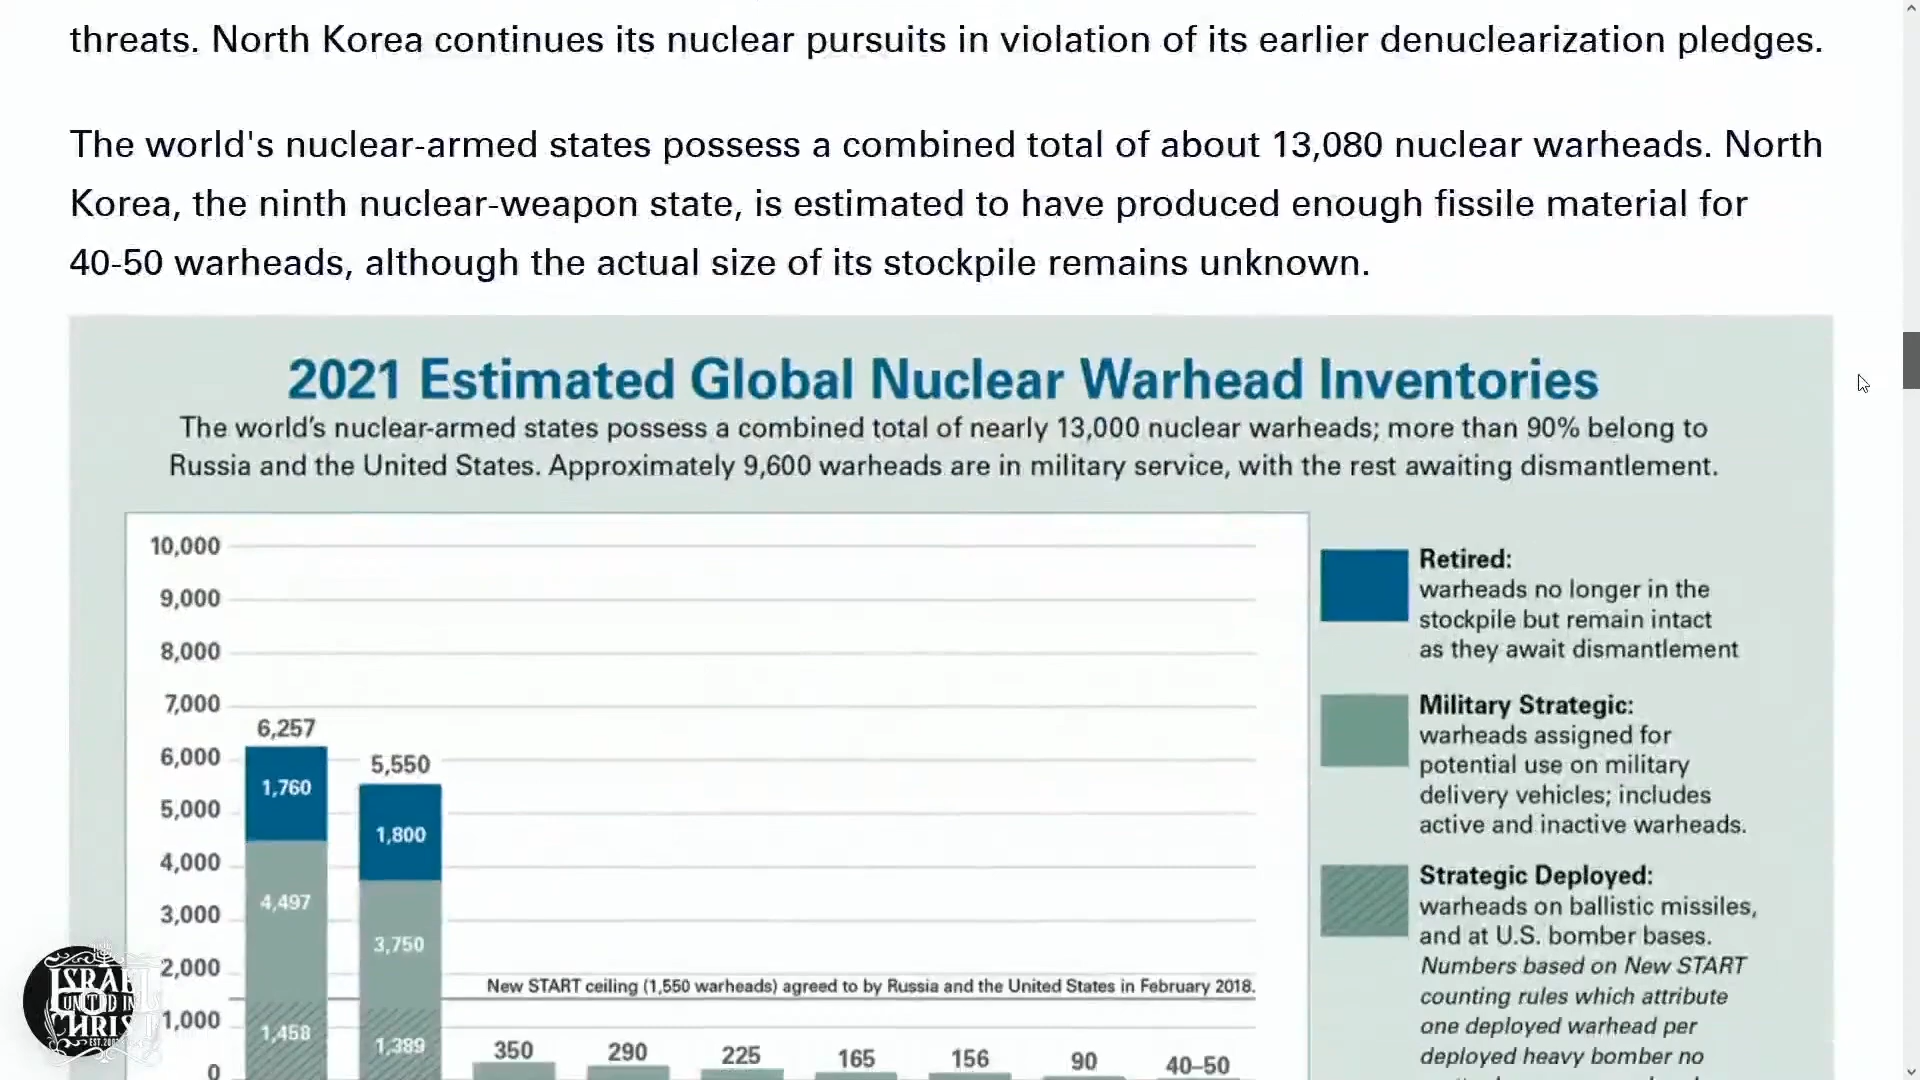 threats. North Korea continues its nuclear pursuits in violation of its earlier denuclearization pledges.
The world's nuclear-armed states possess a combined total of about 13,080 nuclear warheads. North
Korea, the ninth nuclear-weapon state, is estimated to have produced enough fissile material for
40-50 warheads, although the actual size of its stockpile remains unknown.
2021 Estimated Global Nuclear Warhead Inventories
The world's nuclear-armed states possess a combined total of nearly 13,000 nuclear warheads; more than 90% belong to
Russia and the United States. Approximately 9,600 warheads are in military service, with the rest awaiting dismantlement.
10,000
9,000
8,000
7,000
6,000
5,000
4,000
3,000
2,000
1,000
0
6,257
1,760
4,497
1,458
5,550
1,800
3,750
1,389
New START ceiling (1,550 warheads) agreed to by Russia and the United States in February 2018.
350
290
225
165
156
90
40–50
Retired:
warheads no longer in the
stockpile but remain intact
as they await dismantlement
Military Strategic:
warheads assigned for
potential use on military
delivery vehicles; includes
active and inactive warheads.
Strategic Deployed:
warheads on ballistic missiles,
and at U.S. bomber bases.
Numbers based on New START
counting rules which attribute
one deployed warhead per
deployed heavy bomber no
ISRAEL
UNITED IN
CHRIST